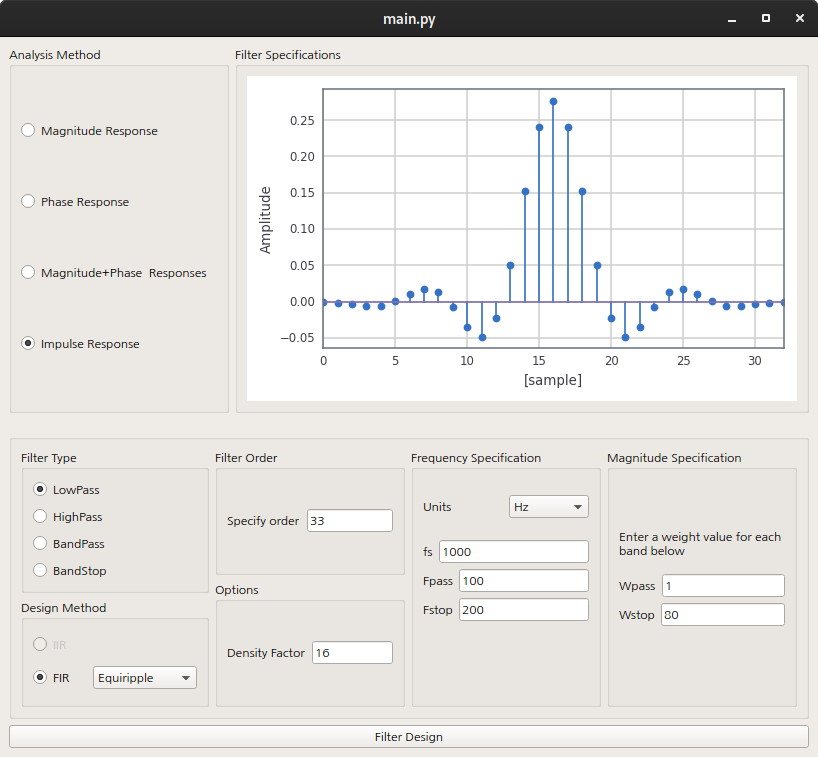 main.py
Analysis Method
Magnitude Response
Phase Response
Magnitude+Phase  Responses
Impulse Response
Filter Specifications
Amplitude
0.25
0.20
0.15
0.10
0.05
0.00
−0.05
0 5 10 15 20 25 30
[sample]
Filter Type
LowPass
HighPass
BandPass
BandStop
Design Method
IIR
FIR Equiripple
Filter Order
Specify order 33
Options
Density Factor 16
Frequency Specification
Units Hz
fs 1000
Fpass 100
Fstop 200
Magnitude Specification
Enter a weight value for each
band below
Wpass 1
Wstop 80
Filter Design